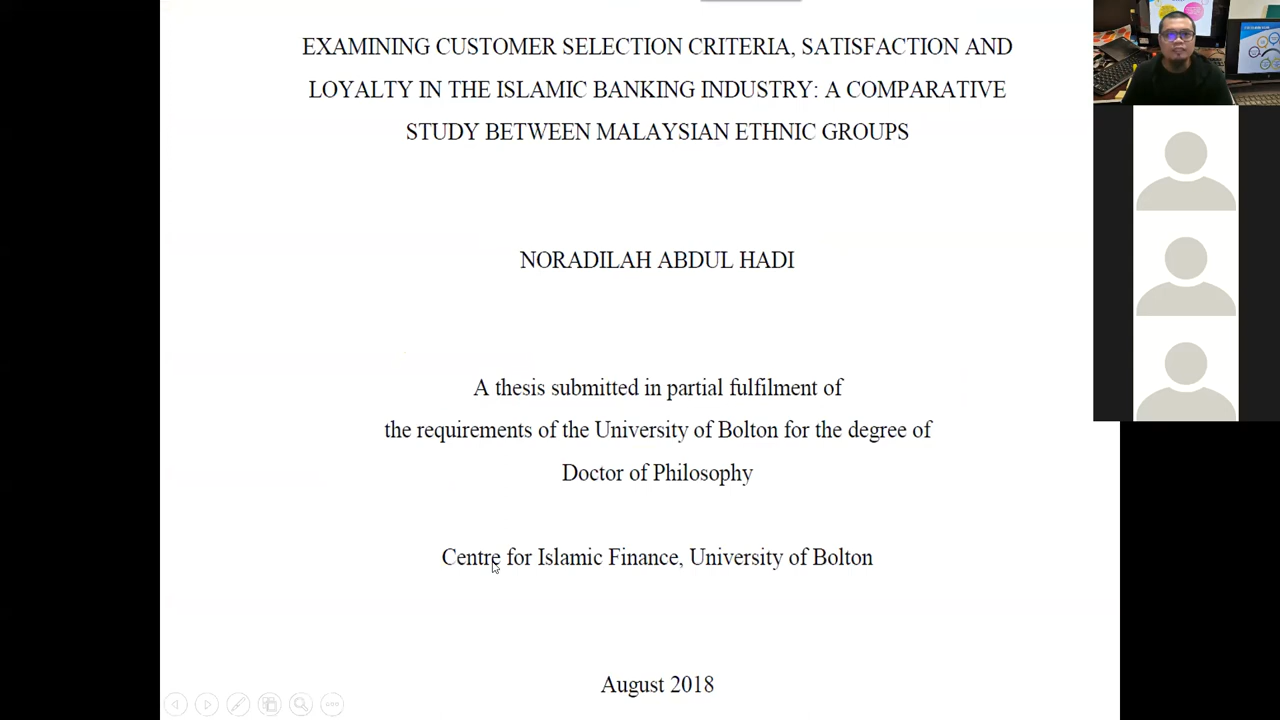 EXAMINING CUSTOMER SELECTION CRITERIA, SATISFACTION AND
LOYALTY IN THE ISLAMIC BANKING INDUSTRY: A COMPARATIVE
STUDY BETWEEN MALAYSIAN ETHNIC GROUPS
NORADILAH ABDUL HADI
A thesis submitted in partial fulfilment of
the requirements of the University of Bolton for the degree of
Doctor of Philosophy
Centre for Islamic Finance, University of Bolton
August 2018